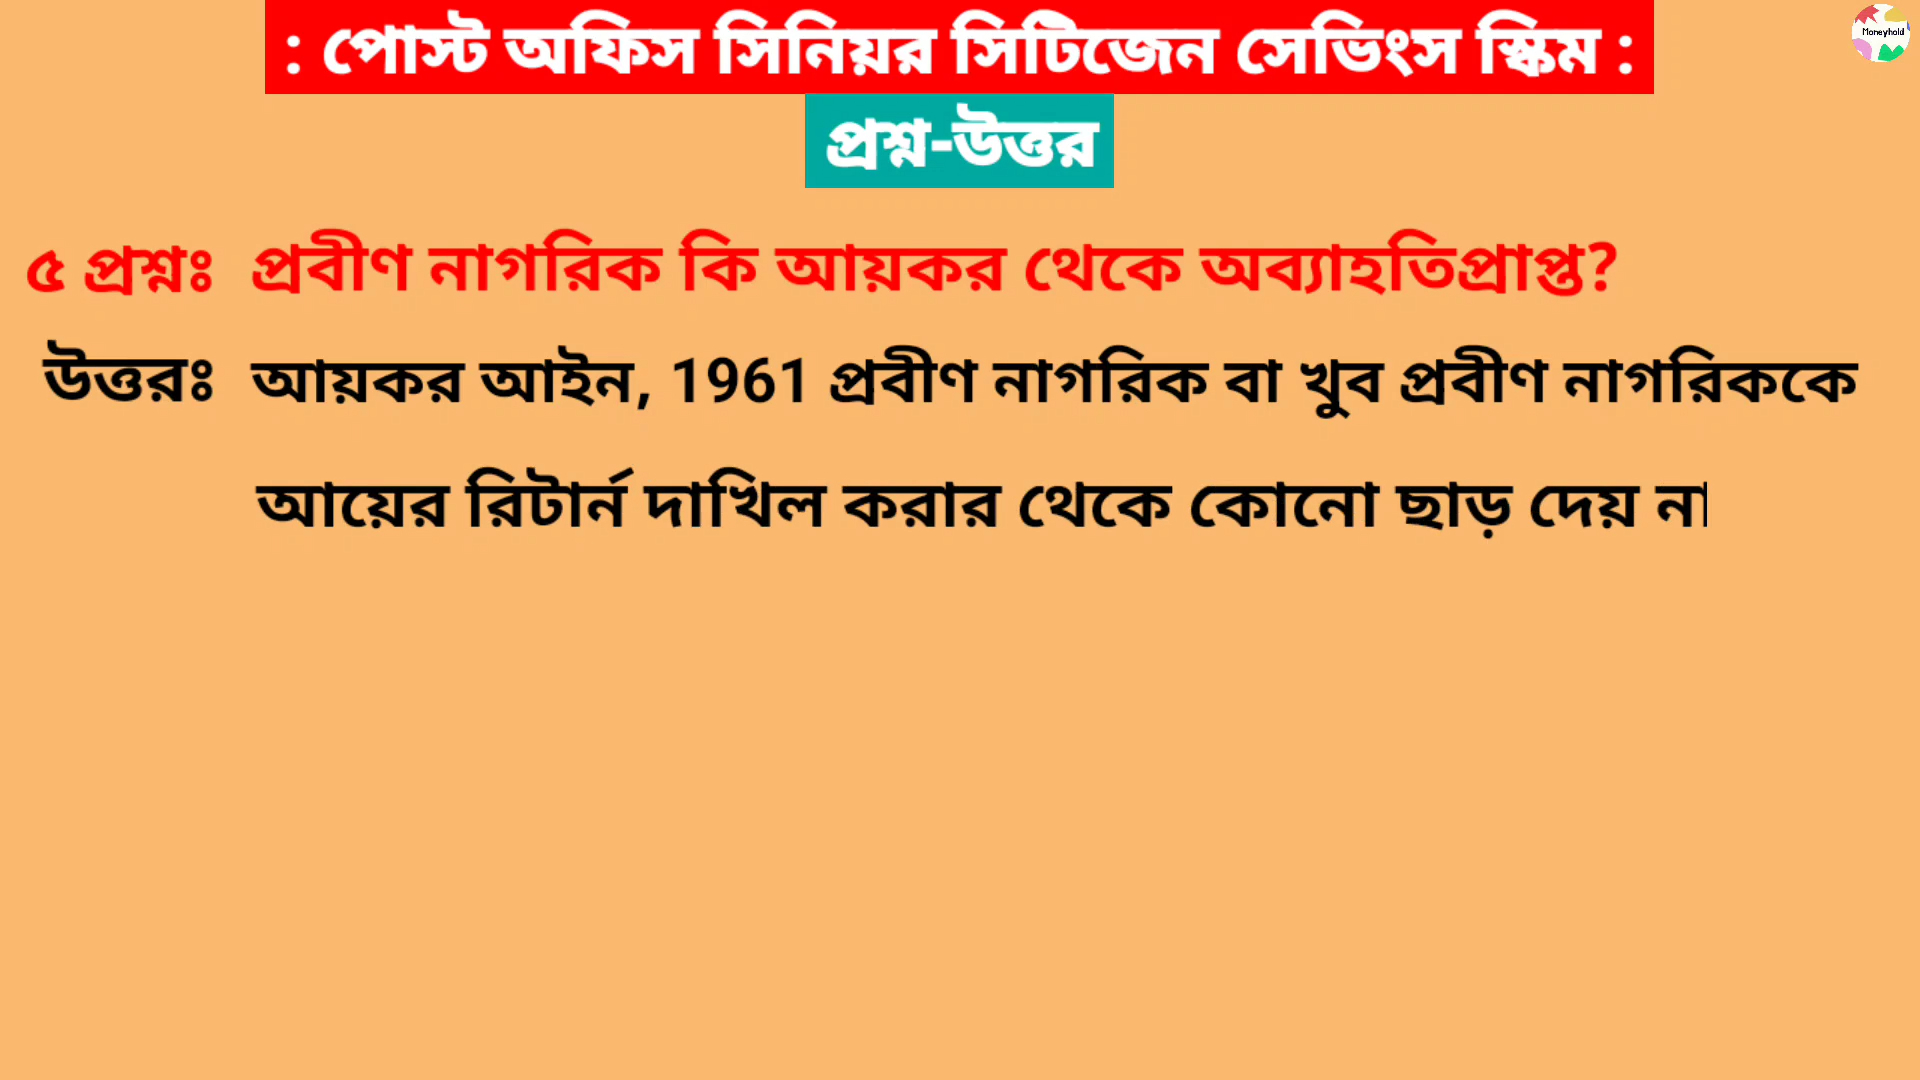 : পোস্ট অফিস সিনিয়র সিটিজেন সেভিংস স্কিম :
Moneyhold
প্রশ্ন-উত্তর
৫ প্রশ্নঃ প্রবীণ নাগরিক কি আয়কর থেকে অব্যাহতিপ্রাপ্ত?
উত্তরঃ আয়কর আইন, 1961 প্রবীণ নাগরিক বা খুব প্রবীণ নাগরিককে
আয়ের রিটার্ন দাখিল করার থেকে কোনো ছাড় দেয় না